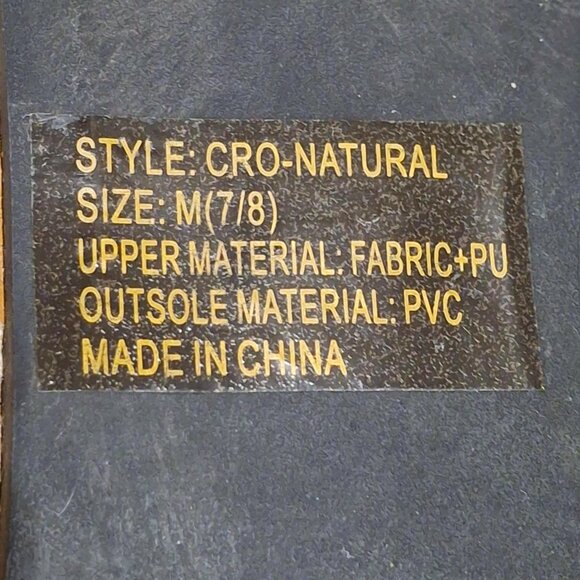 STYLE: CRO-NATURAL
SIZE: M(7/8)
UPPER MATERIAL: FABRIC+PU
OUTSOLE MATERIAL: PVC
MADE IN CHINA